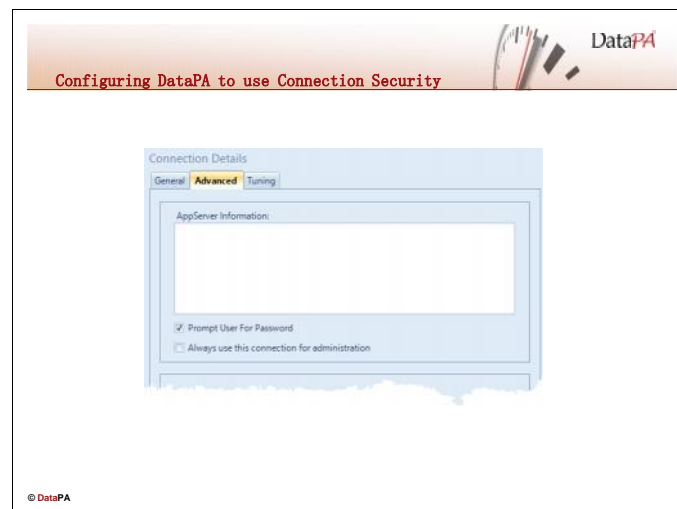 DataPA
Configuring DataPA to use Connection Security
Connection Details
General Advanced Tuning
AppServer Information:
Prompt User For Password
Always use this connection for administration
© DataPA